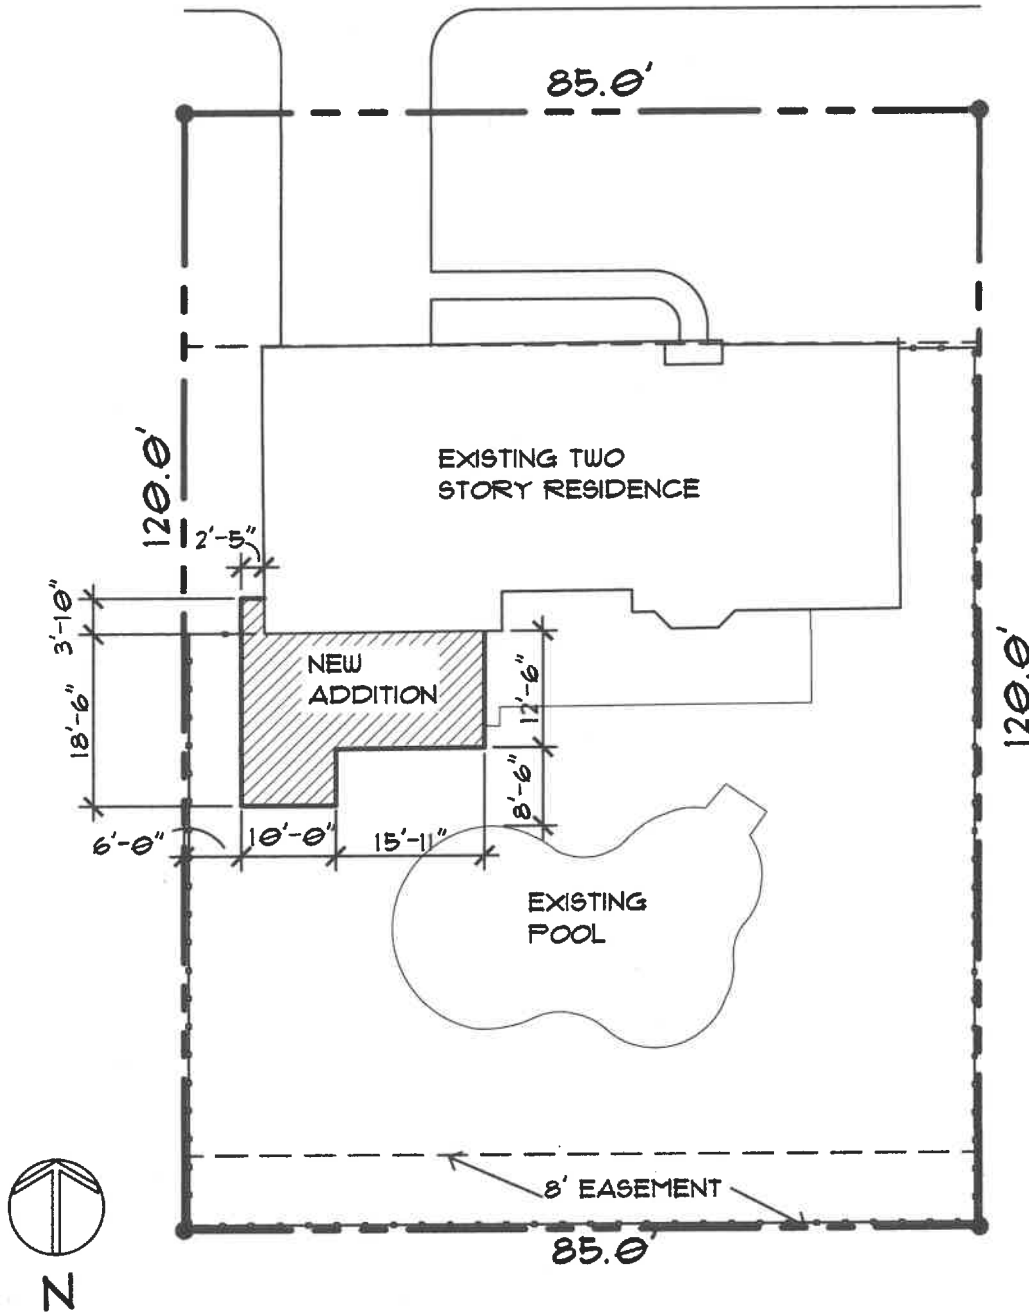 85.0'
EXISTING TWO
STORY RESIDENCE
120.0'
2'-5"
3'-10"
NEW
ADDITION
12'-6"
120.0'
18'-6"
8'-6"
6'-0"
10'-0"
15'-11"
EXISTING
POOL
8' EASEMENT
85.0'
N